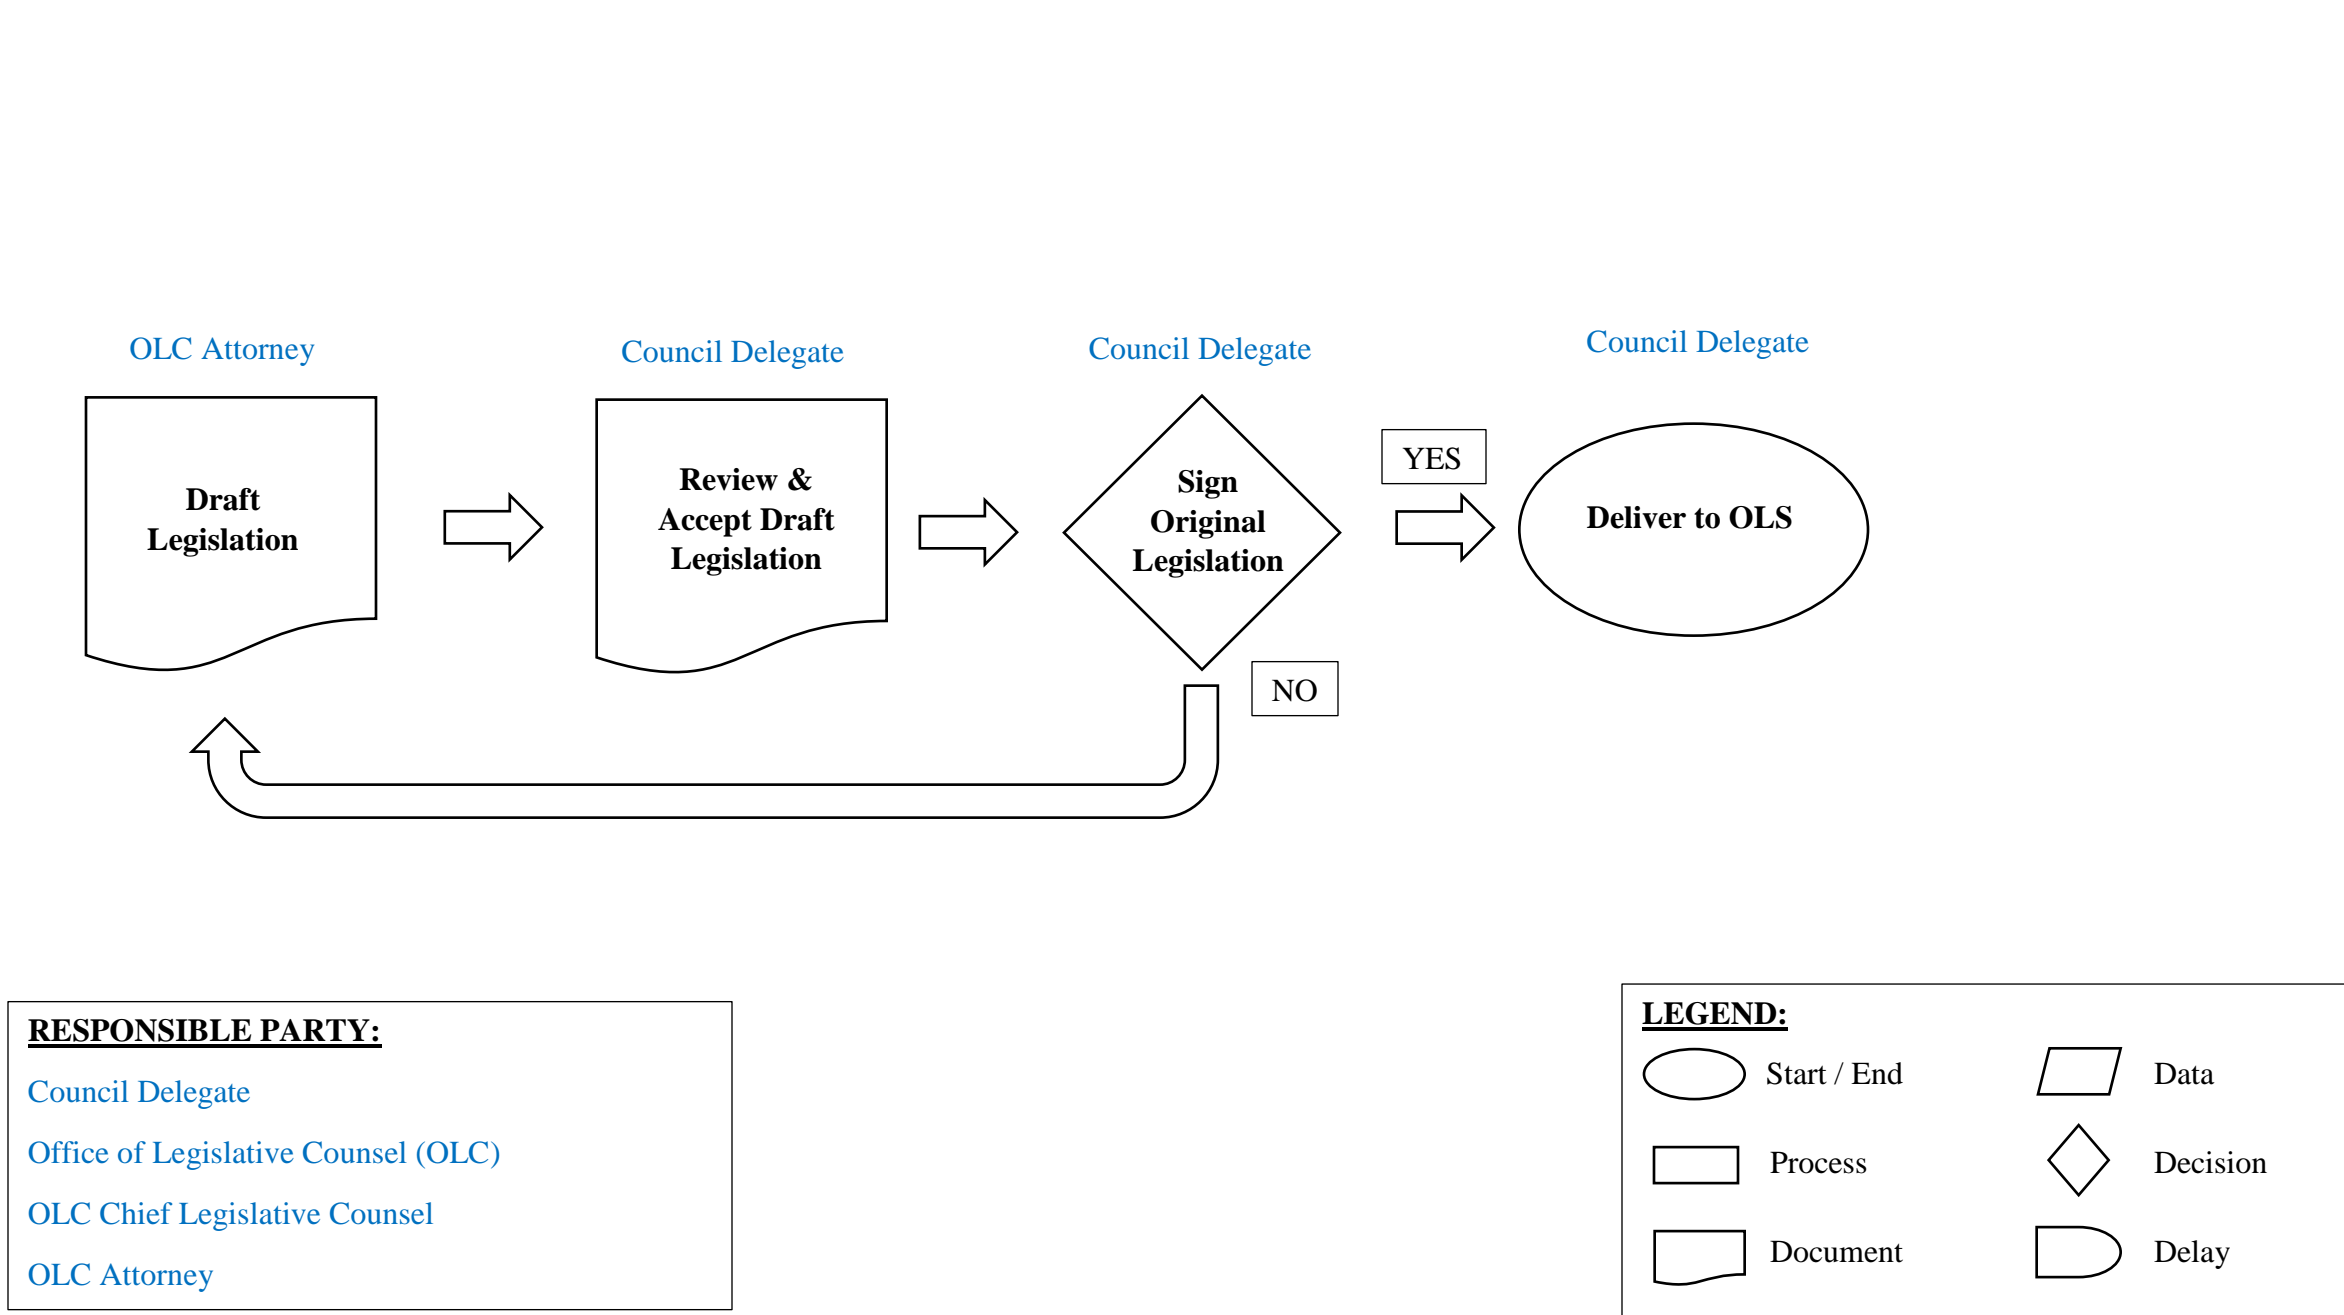 OLC Attorney
Council Delegate
Council Delegate
Council Delegate
Draft
Legislation
Review &
Accept Draft
Legislation
Sign
Original
Legislation
YES
Deliver to OLS
NO
RESPONSIBLE PARTY:
Council Delegate
Office of Legislative Counsel (OLC)
OLC Chief Legislative Counsel
OLC Attorney
LEGEND:
Start / End
Data
Process
Decision
Document
Delay